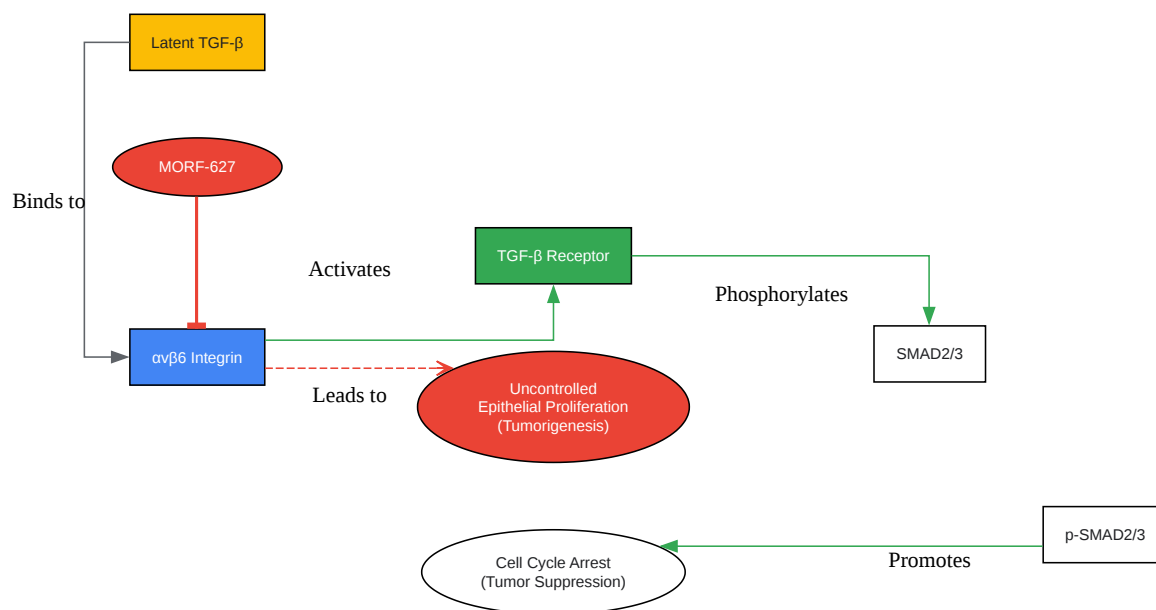 Latent TGF-β
MORF-627
Binds to
TGF-β Receptor
Activates
Phosphorylates
αvβ6 Integrin
SMAD2/3
Leads to
Uncontrolled
Epithelial Proliferation
(Tumorigenesis)
p-SMAD2/3
Promotes
Cell Cycle Arrest
(Tumor Suppression)